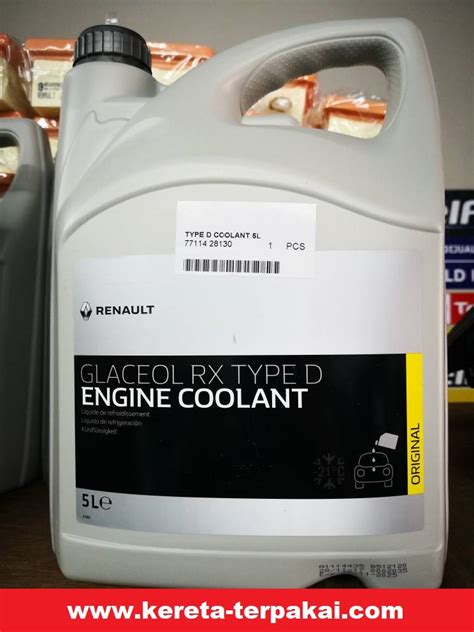 TYPE D COOLANT 5L
77114 28130 1 PCS
RENAULT
GLACEOL RX TYPE D
ENGINE COOLANT
Liquide de refroidissement
Líquido de refrigeración
Kühlflüssigkeit
-21°C
ORIGINAL
5L℮
www.kereta-terpakai.com